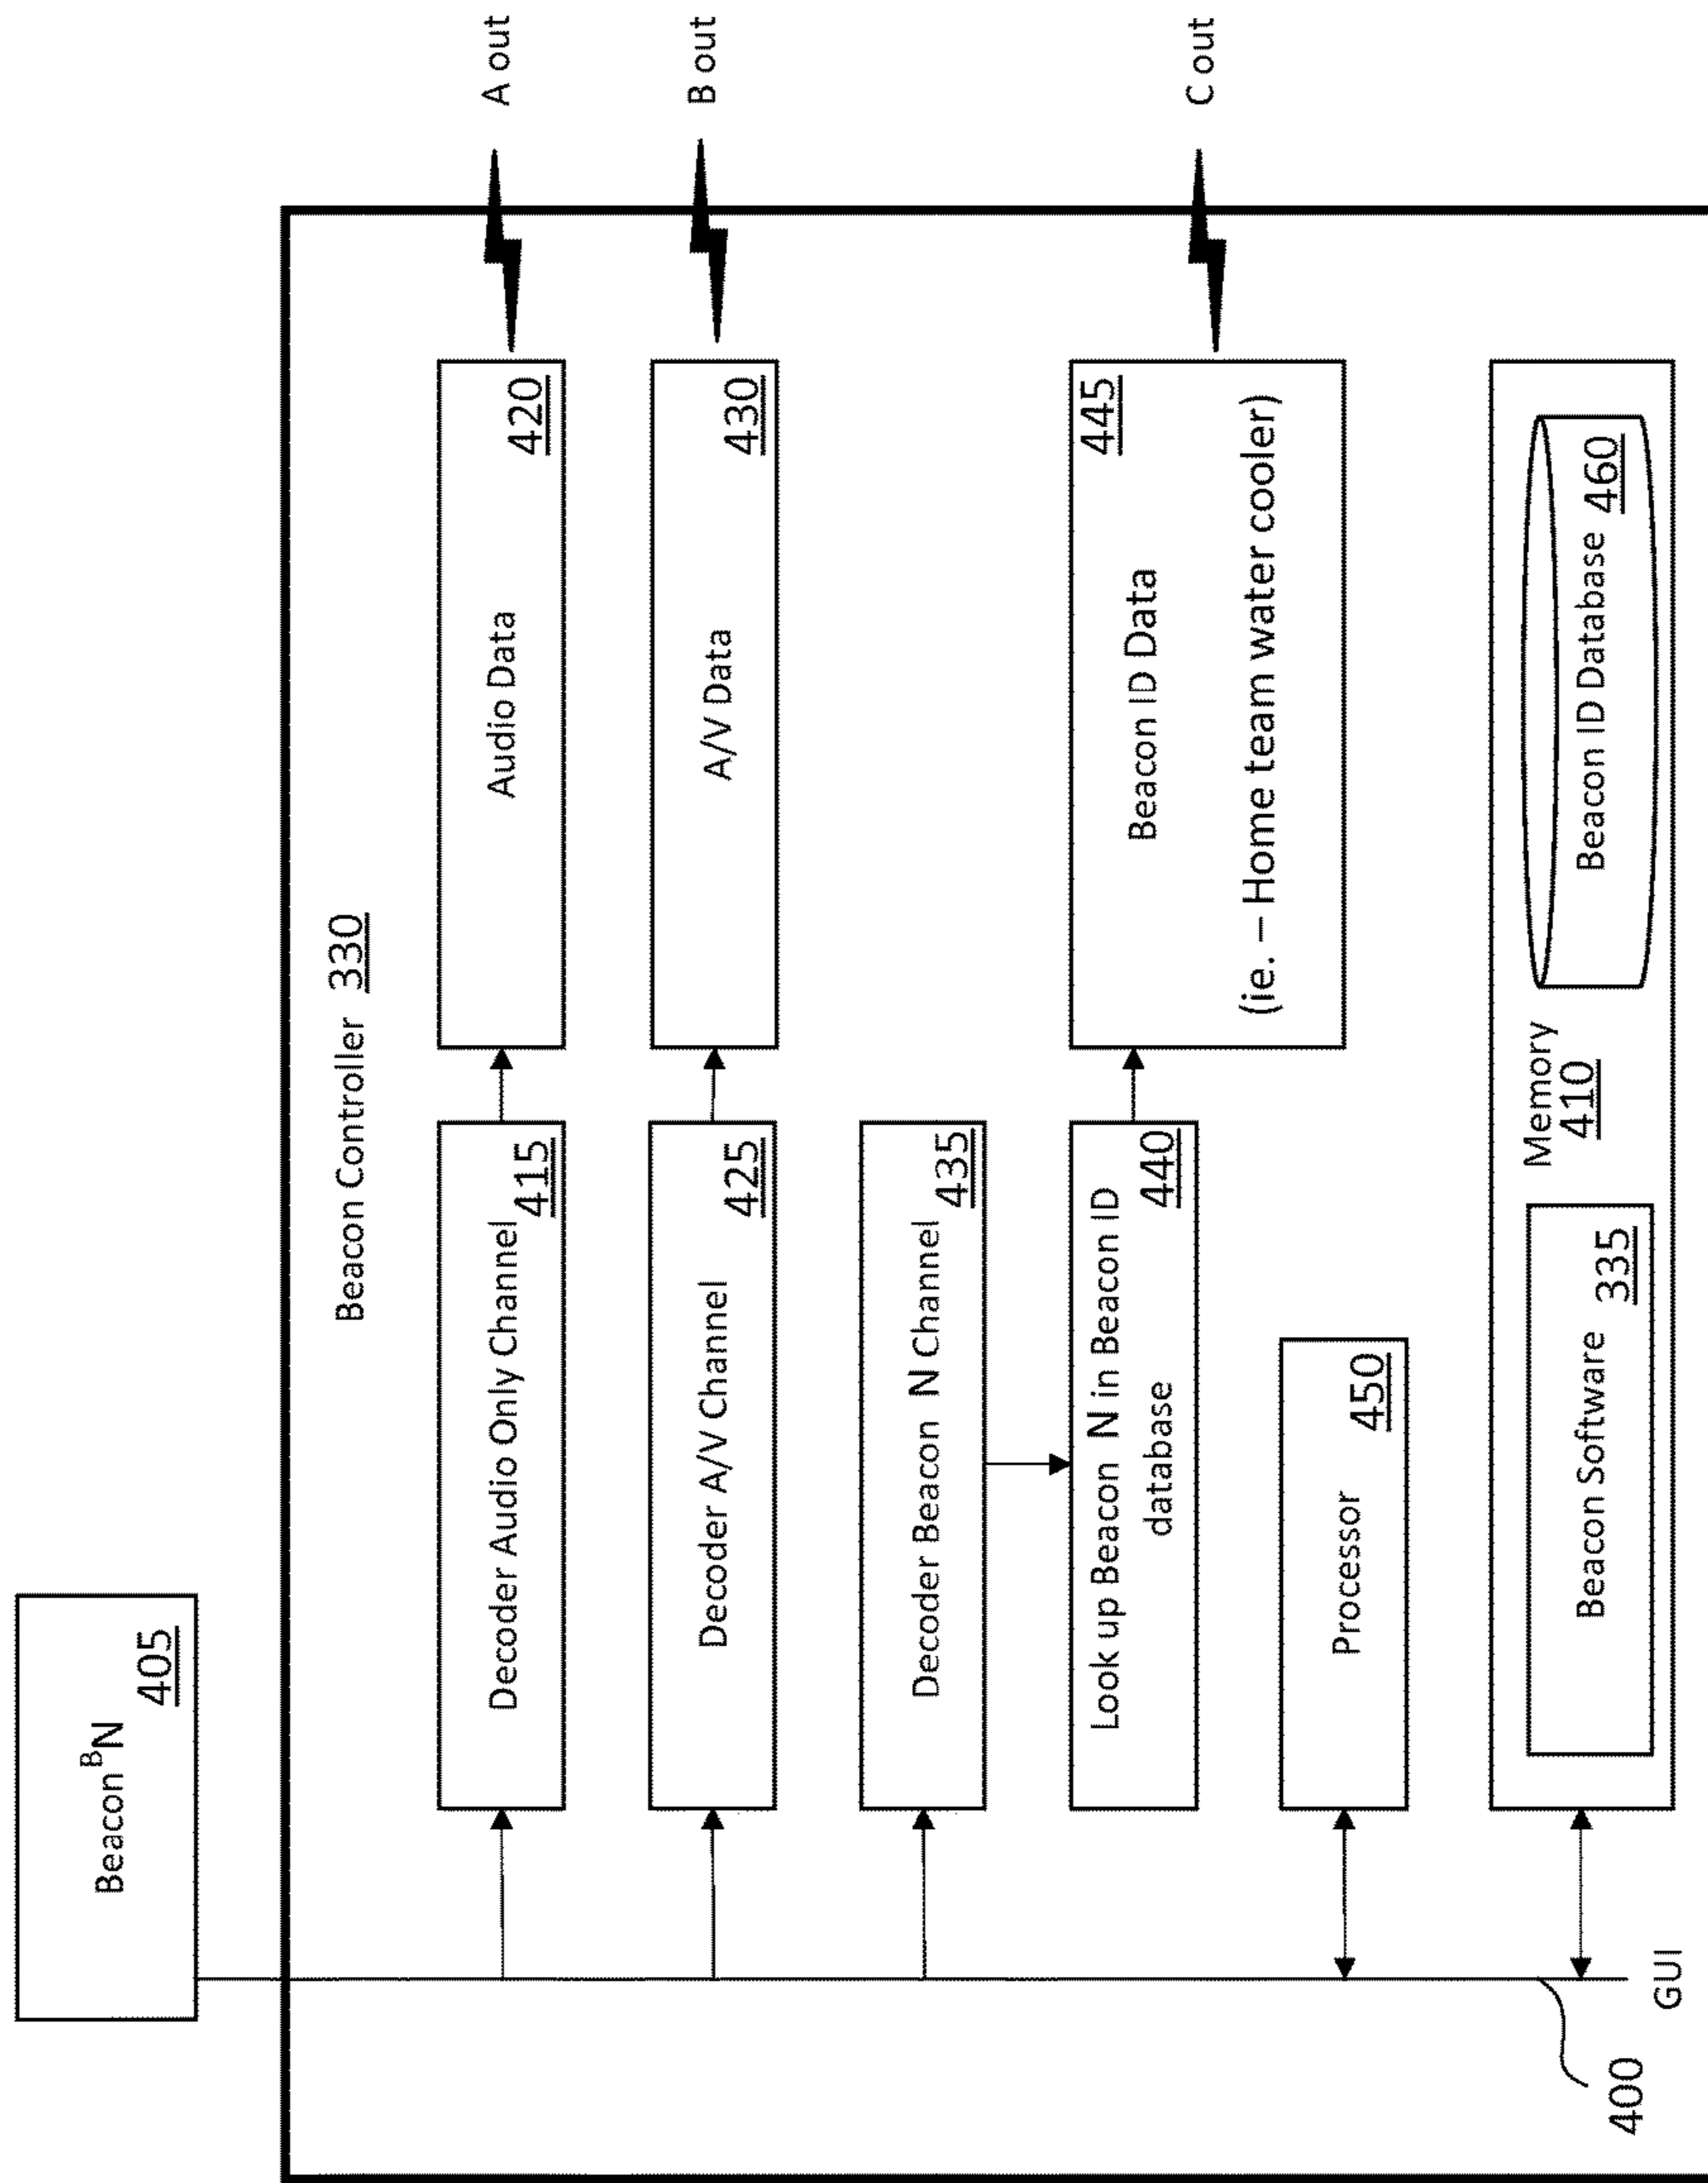 Beacon ᴮN
405
Beacon Controller 330
Decoder Audio Only Channel
415
Audio Data
420
A out
Decoder A/V Channel
425
A/V Data
430
B out
Decoder Beacon N Channel
435
Look up Beacon N in Beacon ID
440
database
Beacon ID Data
445
(ie. – Home team water cooler)
C out
Processor
450
Memory
410
Beacon Software 335
Beacon ID Database 460
GUI
400